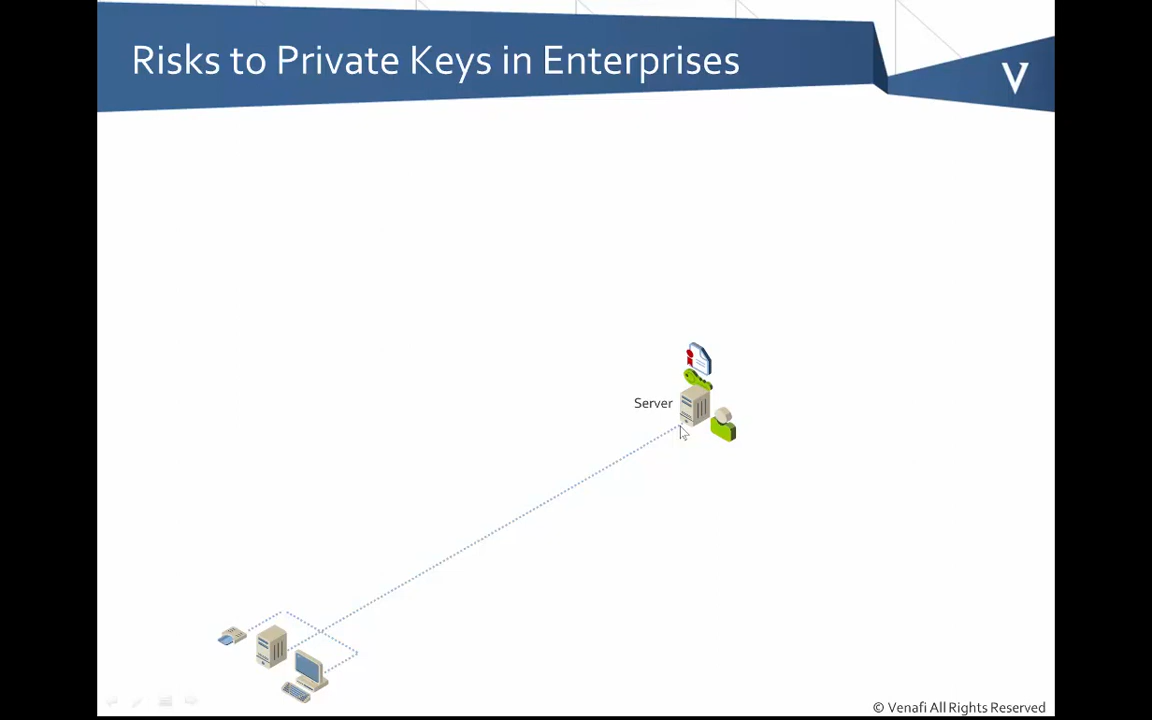 Risks to Private Keys in Enterprises
V
Server
© Venafi All Rights Reserved